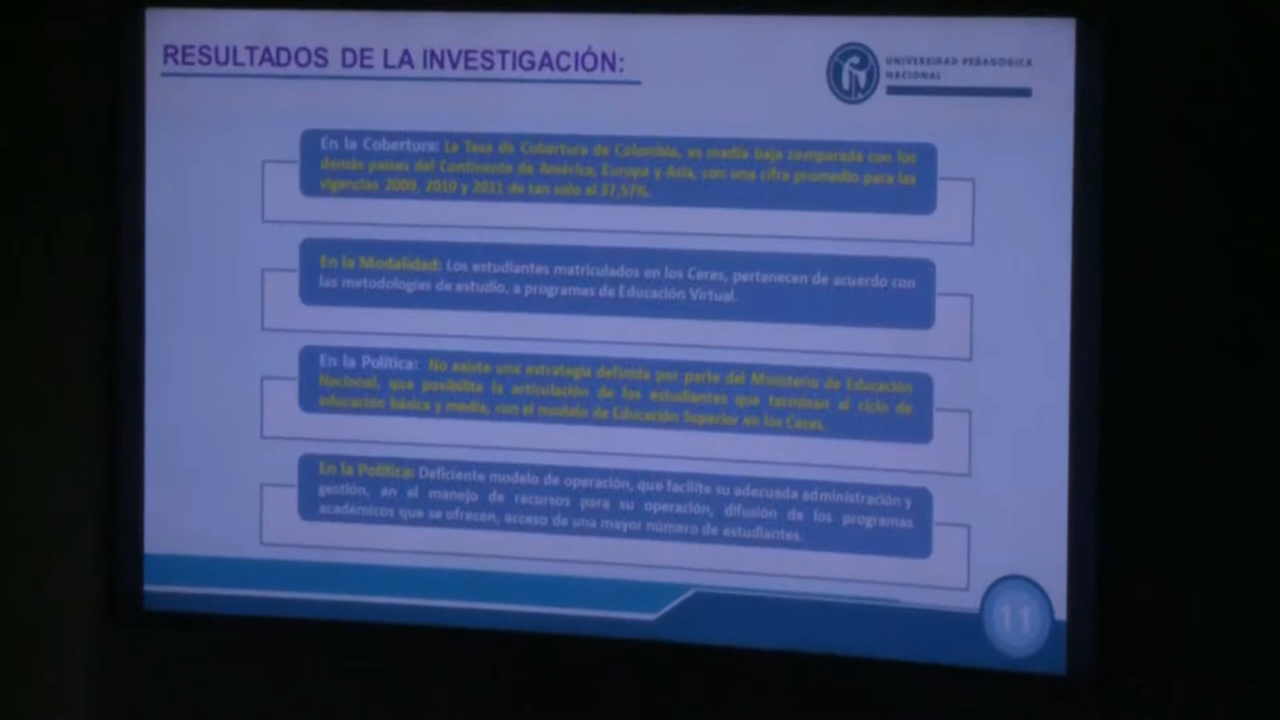 RESULTADOS DE LA INVESTIGACIÓN:
UNIVERSIDAD PEDAGÓGICA
NACIONAL
En la Cobertura: La Tasa de Cobertura de Colombia, es media baja comparada con los
demás países del Continente de América, Europa y Asia, con una cifra promedio para las
vigencias 2009, 2010 y 2011 de tan solo el 37,57%.
En la Modalidad: Los estudiantes matriculados en los Ceres, pertenecen de acuerdo con
las metodologías de estudio, a programas de Educación Virtual.
En la Política: No existe una estrategia definida por parte del Ministerio de Educación
Nacional, que posibilite la articulación de los estudiantes que terminan el ciclo de
educación básica y media, con el modelo de Educación Superior en los Ceres.
En la Política: Deficiente modelo de operación, que facilite su adecuada administración y
gestión, en el manejo de recursos para su operación, difusión de los programas
académicos que se ofrecen, acceso de una mayor número de estudiantes.
11